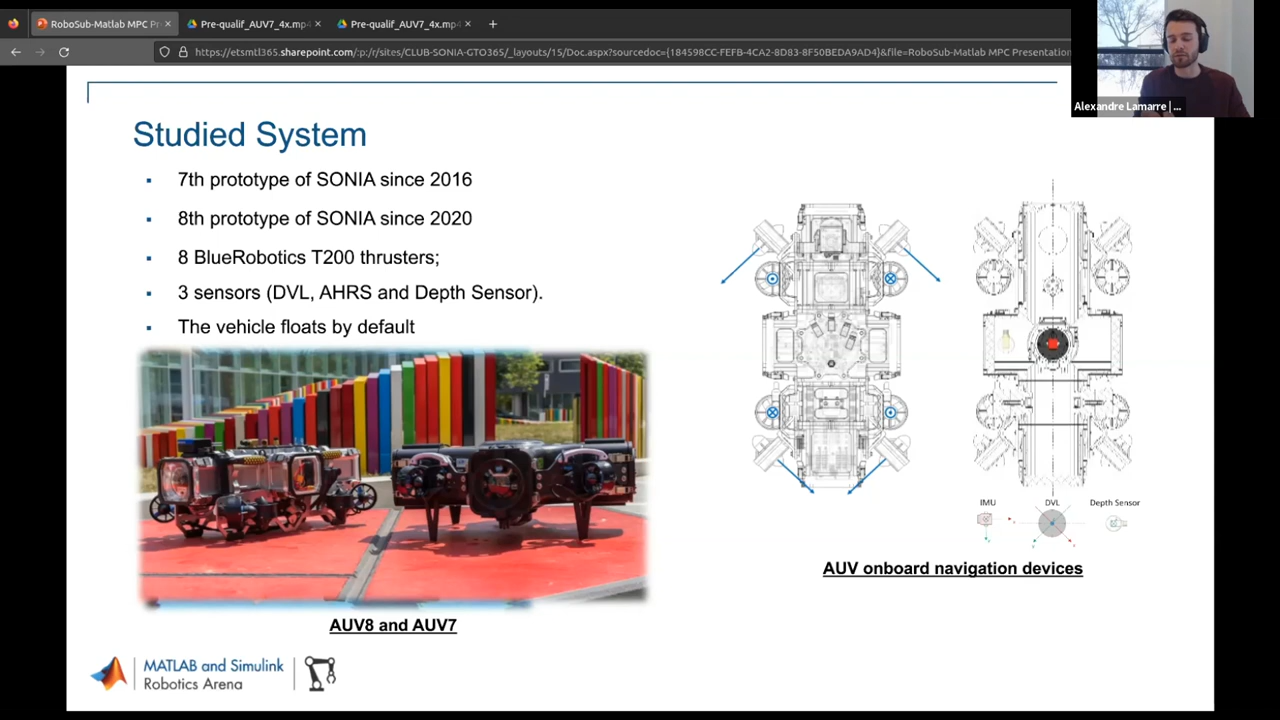 RoboSub-Matlab MPC Pr
Pre-qualif_AUV7_4x.mp4
Pre-qualif_AUV7_4x.mp4
https://etsmtl365.sharepoint.com/:p:/r/sites/CLUB-SONIA-GTO365/_layouts/15/Doc.aspx?sourcedoc={184598CC-FEFB-4CA2-8D83-8F50BEDA9AD4}&file=RoboSub-Matlab MPC Presentation
Alexandre Lamarre | ...
Studied System
▪ 7th prototype of SONIA since 2016
▪ 8th prototype of SONIA since 2020
▪ 8 BlueRobotics T200 thrusters;
▪ 3 sensors (DVL, AHRS and Depth Sensor).
▪ The vehicle floats by default
IMU DVL Depth Sensor
AUV onboard navigation devices
AUV8 and AUV7
MATLAB and Simulink
Robotics Arena